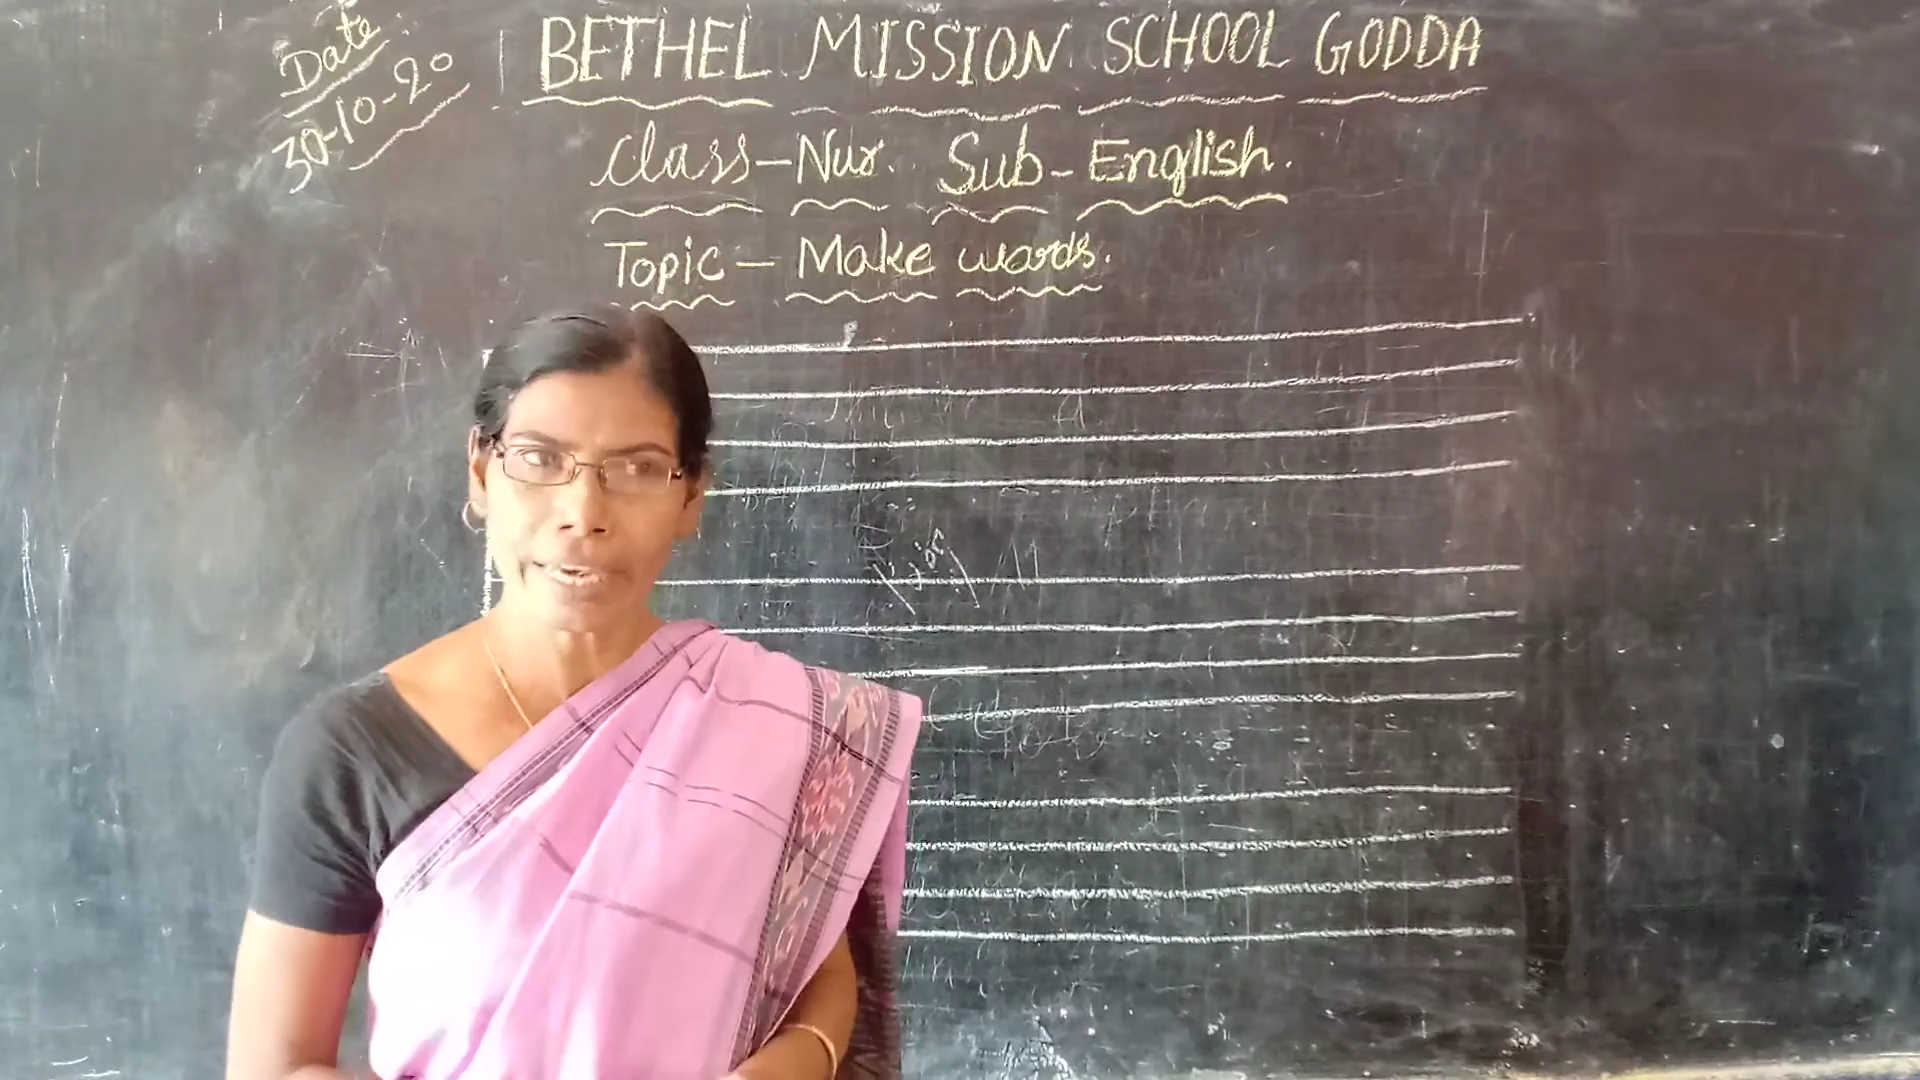 Date
30-10-20
BETHEL MISSION SCHOOL GODDA
Class-Nur. Sub-English.
Topic - Make words.